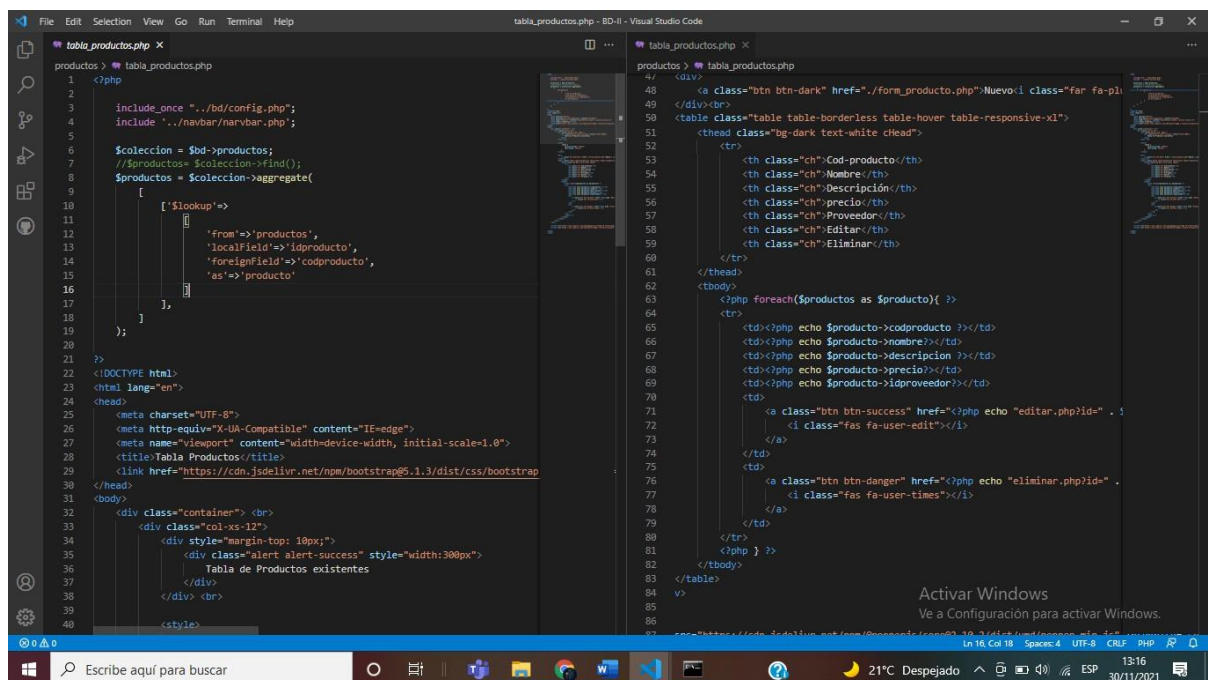 File Edit Selection View Go Run Terminal Help
tabla_productos.php - BD-II - Visual Studio Code
tabla_productos.php
productos > tabla_productos.php
1 <?php
2
3 include_once "../bd/config.php";
4 include '../navbar/narvbar.php';
5
6 $coleccion = $bd->productos;
7 //$productos= $coleccion->find();
8 $productos = $coleccion->aggregate(
9 [
10 ['$lookup'=>
11 [
12 'from'=>'productos',
13 'localField'=>'idproducto',
14 'foreignField'=>'codproducto',
15 'as'=>'producto'
16 ]
17 ],
18 ]
19 );
20
21 ?>
22 <!DOCTYPE html>
23 <html lang="en">
24 <head>
25 <meta charset="UTF-8">
26 <meta http-equiv="X-UA-Compatible" content="IE=edge">
27 <meta name="viewport" content="width=device-width, initial-scale=1.0">
28 <title>Tabla Productos</title>
29 <link href="https://cdn.jsdelivr.net/npm/bootstrap@5.1.3/dist/css/bootstrap
30 </head>
31 <body>
32 <div class="container"> <br>
33 <div class="col-xs-12">
34 <div style="margin-top: 10px;">
35 <div class="alert alert-success" style="width:300px">
36 Tabla de Productos existentes
37 </div>
38 </div> <br>
39
40 <style>
tabla_productos.php
productos > tabla_productos.php
47 <div>
48 <a class="btn btn-dark" href="./form_producto.php">Nuevo<i class="far fa-plu
49 </div><br>
50 <table class="table table-borderless table-hover table-responsive-xl">
51 <thead class="bg-dark text-white cHead">
52 <tr>
53 <th class="ch">Cod-producto</th>
54 <th class="ch">Nombre</th>
55 <th class="ch">Descripción</th>
56 <th class="ch">precio</th>
57 <th class="ch">Proveedor</th>
58 <th class="ch">Editar</th>
59 <th class="ch">Eliminar</th>
60 </tr>
61 </thead>
62 <tbody>
63 <?php foreach($productos as $producto){ ?>
64 <tr>
65 <td><?php echo $producto->codproducto ?></td>
66 <td><?php echo $producto->nombre?></td>
67 <td><?php echo $producto->descripcion ?></td>
68 <td><?php echo $producto->precio?></td>
69 <td><?php echo $producto->idproveedor?></td>
70 <td>
71 <a class="btn btn-success" href="<?php echo "editar.php?id=" . $
72 <i class="fas fa-user-edit"></i>
73 </a>
74 </td>
75 <td>
76 <a class="btn btn-danger" href="<?php echo "eliminar.php?id=" .
77 <i class="fas fa-user-times"></i>
78 </a>
79 </td>
80 </tr>
81 <?php } ?>
82 </tbody>
83 </table>
84 v>
85
86
87
Activar Windows
Ve a Configuración para activar Windows.
0 0
Ln 16, Col 18 Spaces: 4 UTF-8 CRLF PHP
Escribe aquí para buscar
21°C Despejado ESP 13:16
30/11/2021